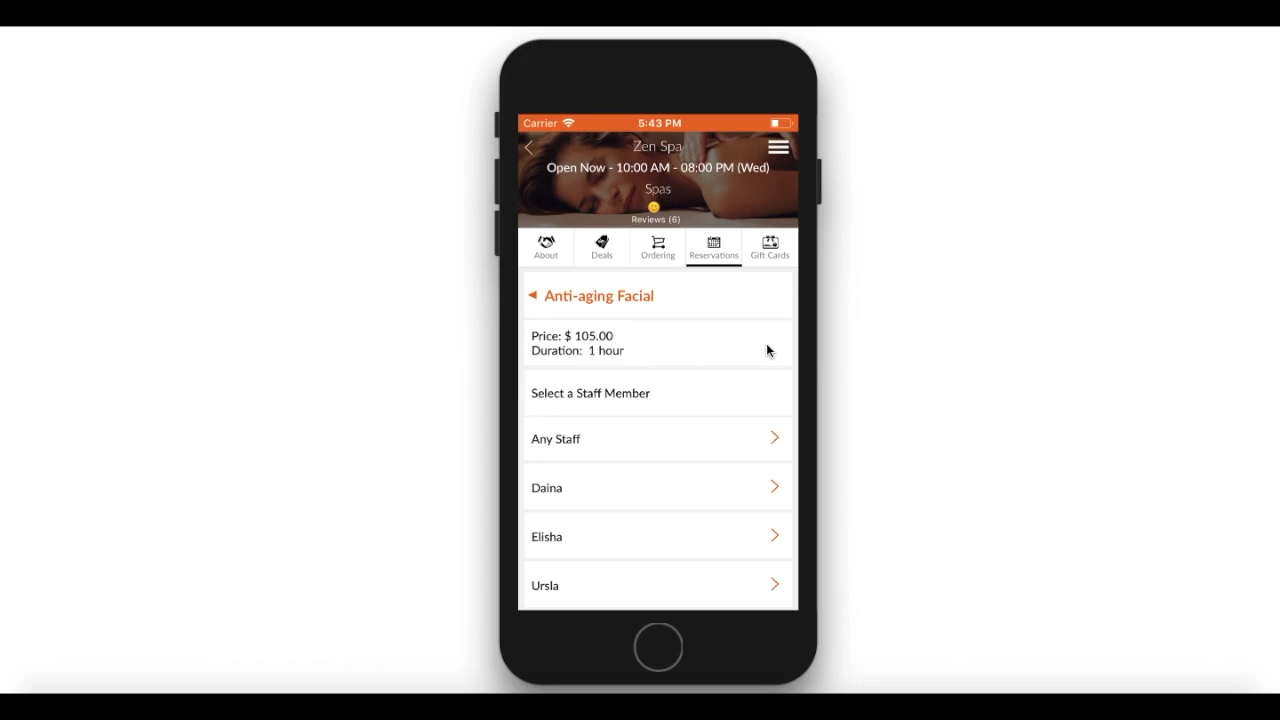 Carrier 5:43 PM
Zen Spa
Open Now - 10:00 AM - 08:00 PM (Wed)
Spas
Reviews (6)
About Deals Ordering Reservations Gift Cards
Anti-aging Facial
Price: $ 105.00
Duration: 1 hour
Select a Staff Member
Any Staff
Daina
Elisha
Ursla